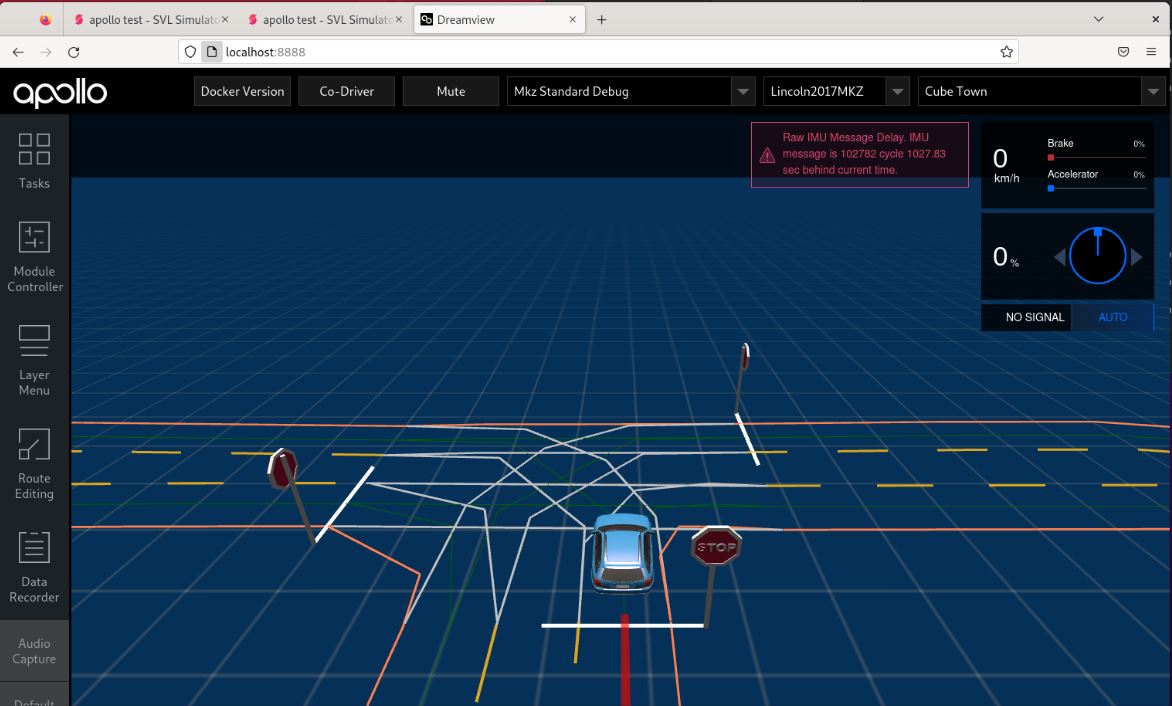 apollo test - SVL Simulato
apollo test - SVL Simulato
Dreamview
localhost:8888
apollo
Docker Version
Co-Driver
Mute
Mkz Standard Debug
Lincoln2017MKZ
Cube Town
Tasks
Module
Controller
Layer
Menu
Route
Editing
Data
Recorder
Audio
Capture
Default
Raw IMU Message Delay. IMU
message is 102782 cycle 1027.83
sec behind current time.
0
km/h
Brake
0%
Accelerator
0%
0 %
NO SIGNAL
AUTO
STOP